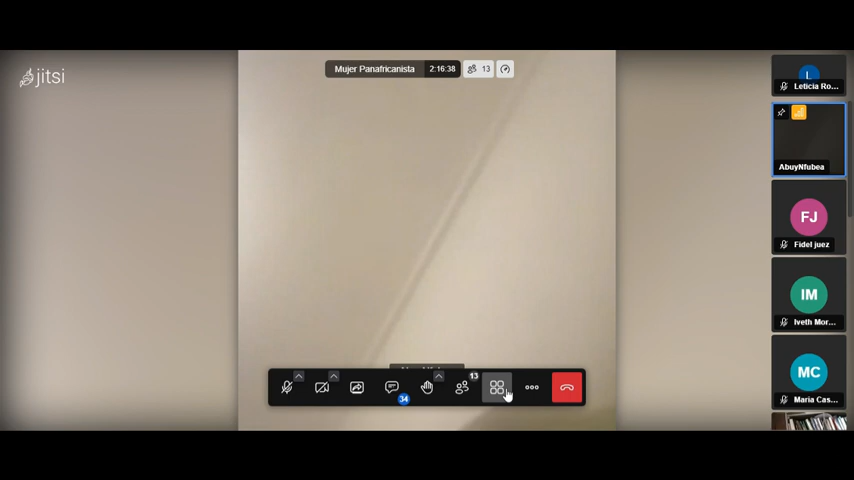 jitsi
Mujer Panafricanista 2:16:38 13
L
Leticia Ro...
AbuyNfubea
FJ
Fidel juez
IM
Iveth Mor...
MC
Maria Cas...
13
34